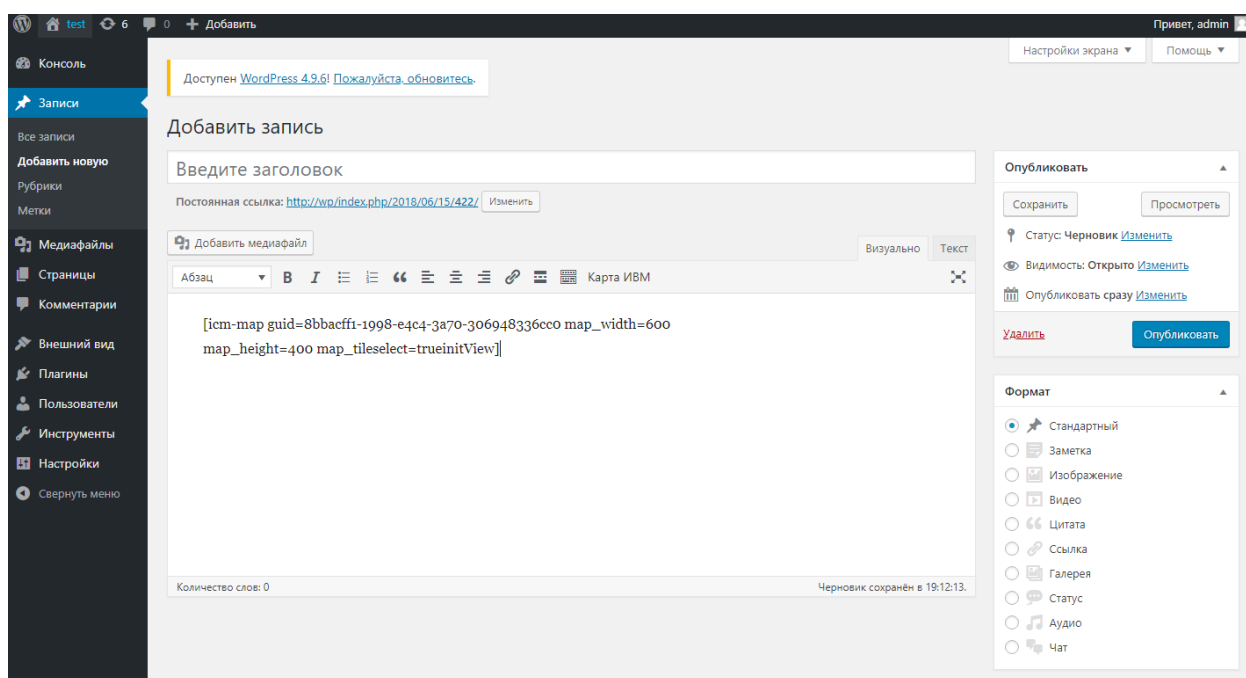 test 6 0 Добавить Привет, admin
Настройки экрана Помощь
Консоль
Записи
Все записи
Добавить новую
Рубрики
Метки
Медиафайлы
Страницы
Комментарии
Внешний вид
Плагины
Пользователи
Инструменты
Настройки
Свернуть меню
Доступен WordPress 4.9.6! Пожалуйста, обновитесь.
Добавить запись
Введите заголовок
Постоянная ссылка: http://wp/index.php/2018/06/15/422/ Изменить
Добавить медиафайл
Визуально Текст
Абзац B I Карта ИВМ
[icm-map guid=8bbacff1-1998-e4c4-3a70-306948336cc0 map_width=600
map_height=400 map_tileselect=trueinitView]
Количество слов: 0 Черновик сохранён в 19:12:13.
Опубликовать
Сохранить Просмотреть
Статус: Черновик Изменить
Видимость: Открыто Изменить
Опубликовать сразу Изменить
Удалить Опубликовать
Формат
Стандартный
Заметка
Изображение
Видео
Цитата
Ссылка
Галерея
Статус
Аудио
Чат